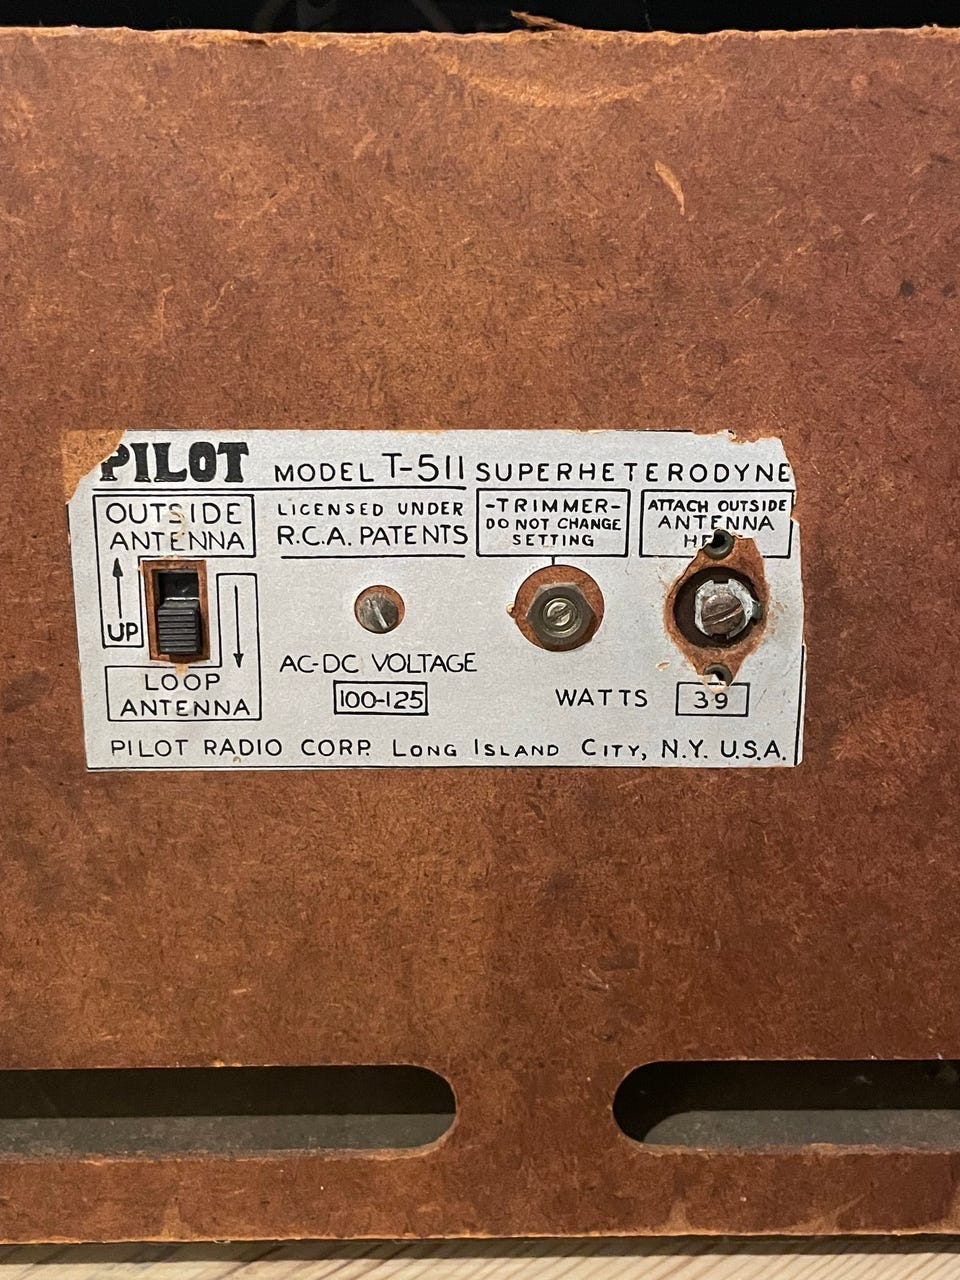 PILOT MODEL T-511 SUPERHETERODYNE
OUTSIDE
ANTENNA
LICENSED UNDER
R.C.A. PATENTS
-TRIMMER-
DO NOT CHANGE
SETTING
ATTACH OUTSIDE
ANTENNA
UP
LOOP
ANTENNA
AC-DC VOLTAGE
100-125
WATTS 39
PILOT RADIO CORP. LONG ISLAND CITY, N.Y. U.S.A.